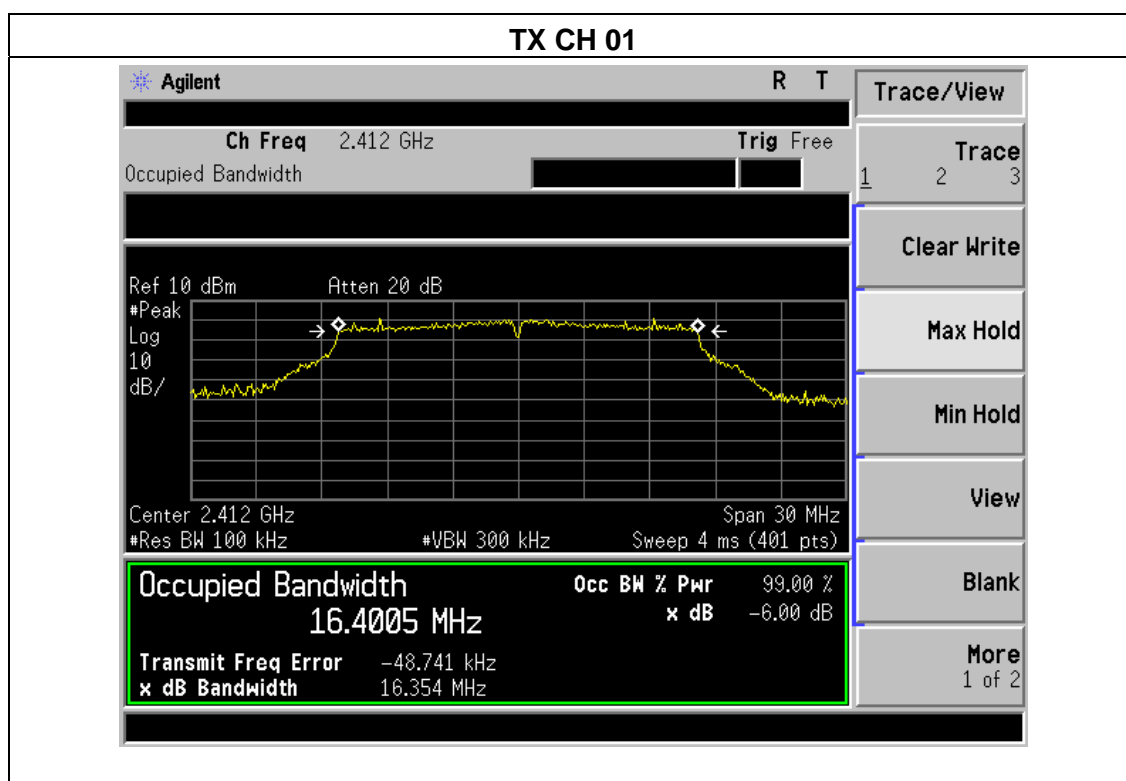 TX CH 01
Agilent R T
Trace/View
Ch Freq 2.412 GHz Trig Free
Occupied Bandwidth
Trace
1 2 3
Clear Write
Ref 10 dBm Atten 20 dB
#Peak
Log
10
dB/
Max Hold
Min Hold
View
Center 2.412 GHz Span 30 MHz
#Res BW 100 kHz #VBW 300 kHz Sweep 4 ms (401 pts)
Occupied Bandwidth Occ BW % Pwr 99.00 %
16.4005 MHz x dB -6.00 dB
Blank
Transmit Freq Error -48.741 kHz
x dB Bandwidth 16.354 MHz
More
1 of 2